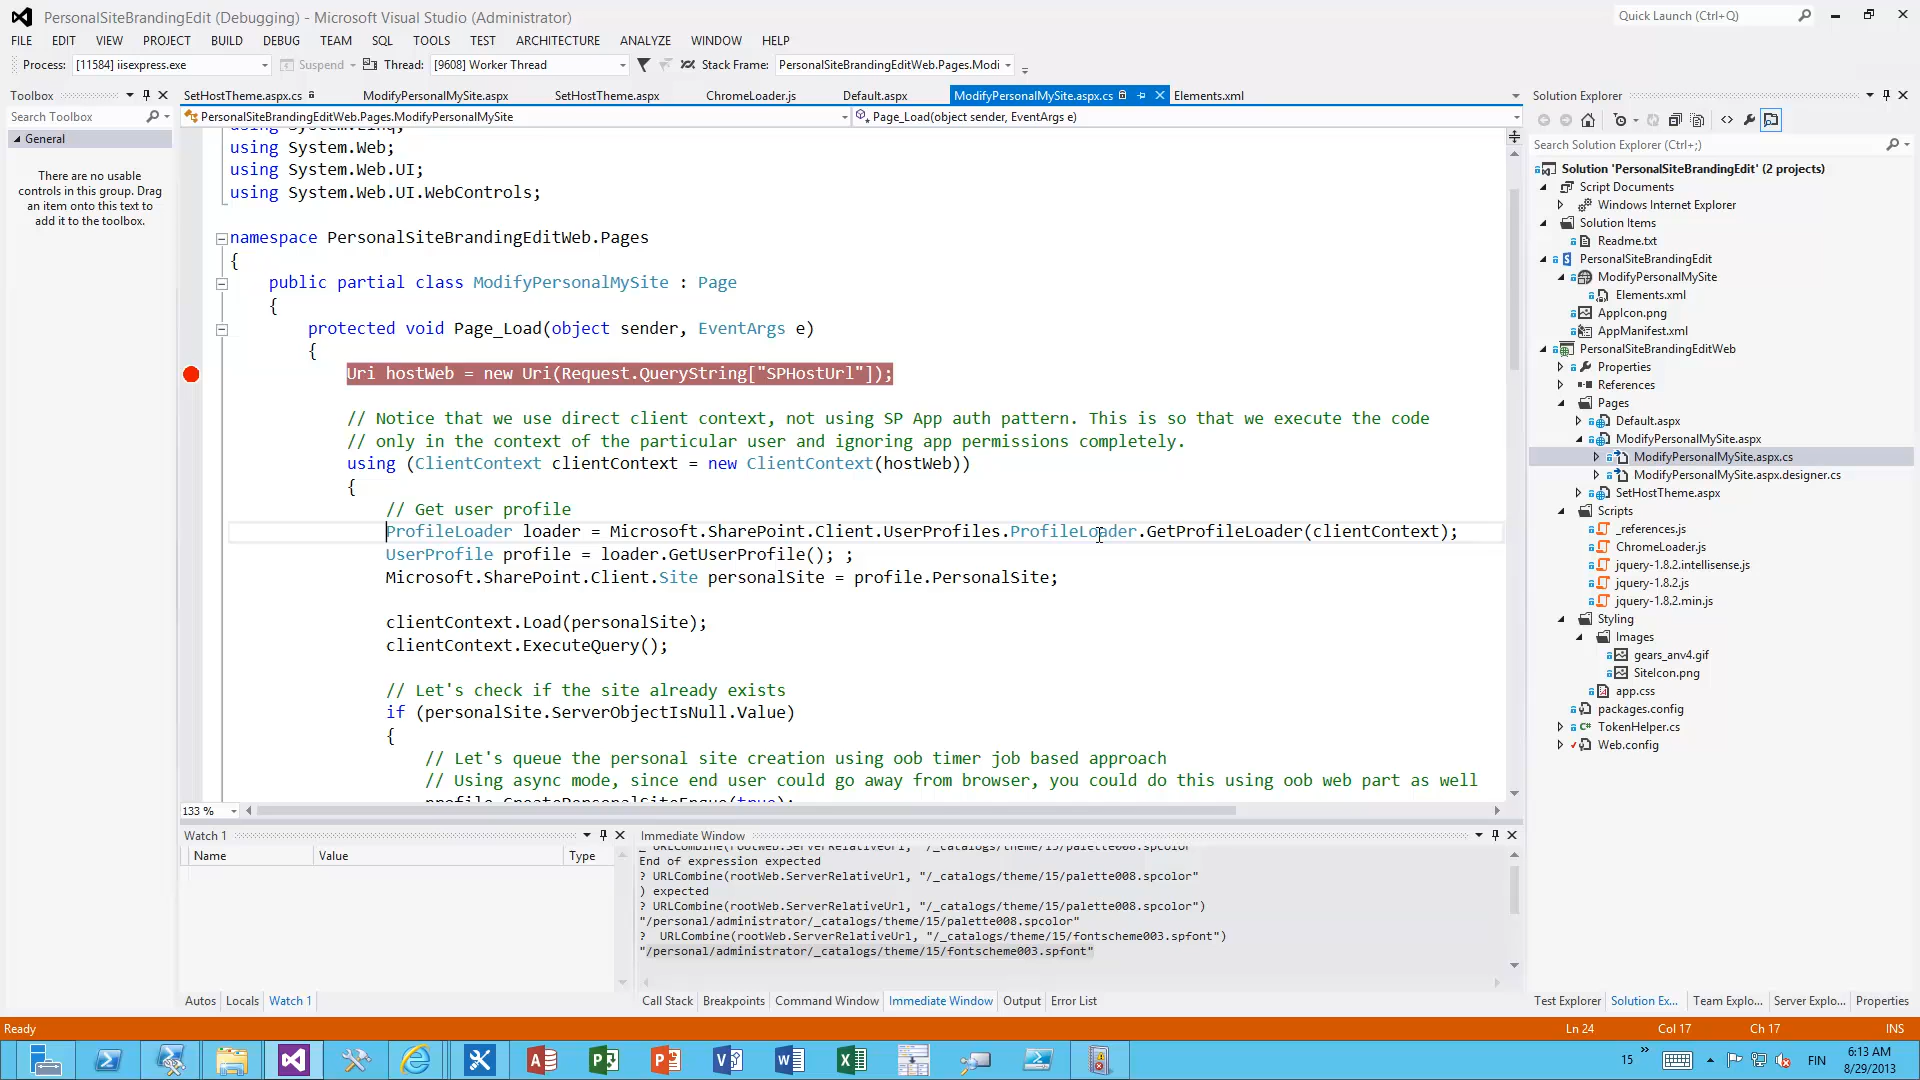 PersonalSiteBrandingEdit (Debugging) - Microsoft Visual Studio (Administrator)
Quick Launch (Ctrl+Q)
FILE EDIT VIEW PROJECT BUILD DEBUG TEAM SQL TOOLS TEST ARCHITECTURE ANALYZE WINDOW HELP
Process: [11584] iisexpress.exe Suspend Thread: [9608] Worker Thread Stack Frame: PersonalSiteBrandingEditWeb.Pages.Modi
Toolbox
Search Toolbox
General
There are no usable
controls in this group. Drag
an item onto this text to
add it to the toolbox.
SetHostTheme.aspx.cs ModifyPersonalMySite.aspx SetHostTheme.aspx ChromeLoader.js Default.aspx ModifyPersonalMySite.aspx.cs Elements.xml
PersonalSiteBrandingEditWeb.Pages.ModifyPersonalMySite Page_Load(object sender, EventArgs e)
using System.Linq;
using System.Web;
using System.Web.UI;
using System.Web.UI.WebControls;
namespace PersonalSiteBrandingEditWeb.Pages
{
public partial class ModifyPersonalMySite : Page
{
protected void Page_Load(object sender, EventArgs e)
{
Uri hostWeb = new Uri(Request.QueryString["SPHostUrl"]);
// Notice that we use direct client context, not using SP App auth pattern. This is so that we execute the code
// only in the context of the particular user and ignoring app permissions completely.
using (ClientContext clientContext = new ClientContext(hostWeb))
{
// Get user profile
ProfileLoader loader = Microsoft.SharePoint.Client.UserProfiles.ProfileLoader.GetProfileLoader(clientContext);
UserProfile profile = loader.GetUserProfile(); ;
Microsoft.SharePoint.Client.Site personalSite = profile.PersonalSite;
clientContext.Load(personalSite);
clientContext.ExecuteQuery();
// Let's check if the site already exists
if (personalSite.ServerObjectIsNull.Value)
{
// Let's queue the personal site creation using oob timer job based approach
// Using async mode, since end user could go away from browser, you could do this using oob web part as well
profile.CreatePersonalSiteEnque(true);
133 %
Watch 1
Name Value Type
Autos Locals Watch 1
Immediate Window
? URLCombine(rootWeb.ServerRelativeUrl, "/_catalogs/theme/15/palette008.spcolor
End of expression expected
? URLCombine(rootWeb.ServerRelativeUrl, "/_catalogs/theme/15/palette008.spcolor"
) expected
? URLCombine(rootWeb.ServerRelativeUrl, "/_catalogs/theme/15/palette008.spcolor")
"/personal/administrator/_catalogs/theme/15/palette008.spcolor"
?  URLCombine(rootWeb.ServerRelativeUrl, "/_catalogs/theme/15/fontscheme003.spfont")
"/personal/administrator/_catalogs/theme/15/fontscheme003.spfont"
Call Stack Breakpoints Command Window Immediate Window Output Error List
Solution Explorer
Search Solution Explorer (Ctrl+;)
Solution 'PersonalSiteBrandingEdit' (2 projects)
Script Documents
Windows Internet Explorer
Solution Items
Readme.txt
PersonalSiteBrandingEdit
ModifyPersonalMySite
Elements.xml
AppIcon.png
AppManifest.xml
PersonalSiteBrandingEditWeb
Properties
References
Pages
Default.aspx
ModifyPersonalMySite.aspx
ModifyPersonalMySite.aspx.cs
ModifyPersonalMySite.aspx.designer.cs
SetHostTheme.aspx
Scripts
_references.js
ChromeLoader.js
jquery-1.8.2.intellisense.js
jquery-1.8.2.js
jquery-1.8.2.min.js
Styling
Images
gears_anv4.gif
SiteIcon.png
app.css
packages.config
TokenHelper.cs
Web.config
Test Explorer Solution Ex... Team Explo... Server Explo... Properties
Ready Ln 24 Col 17 Ch 17 INS
15 FIN 6:13 AM
8/29/2013